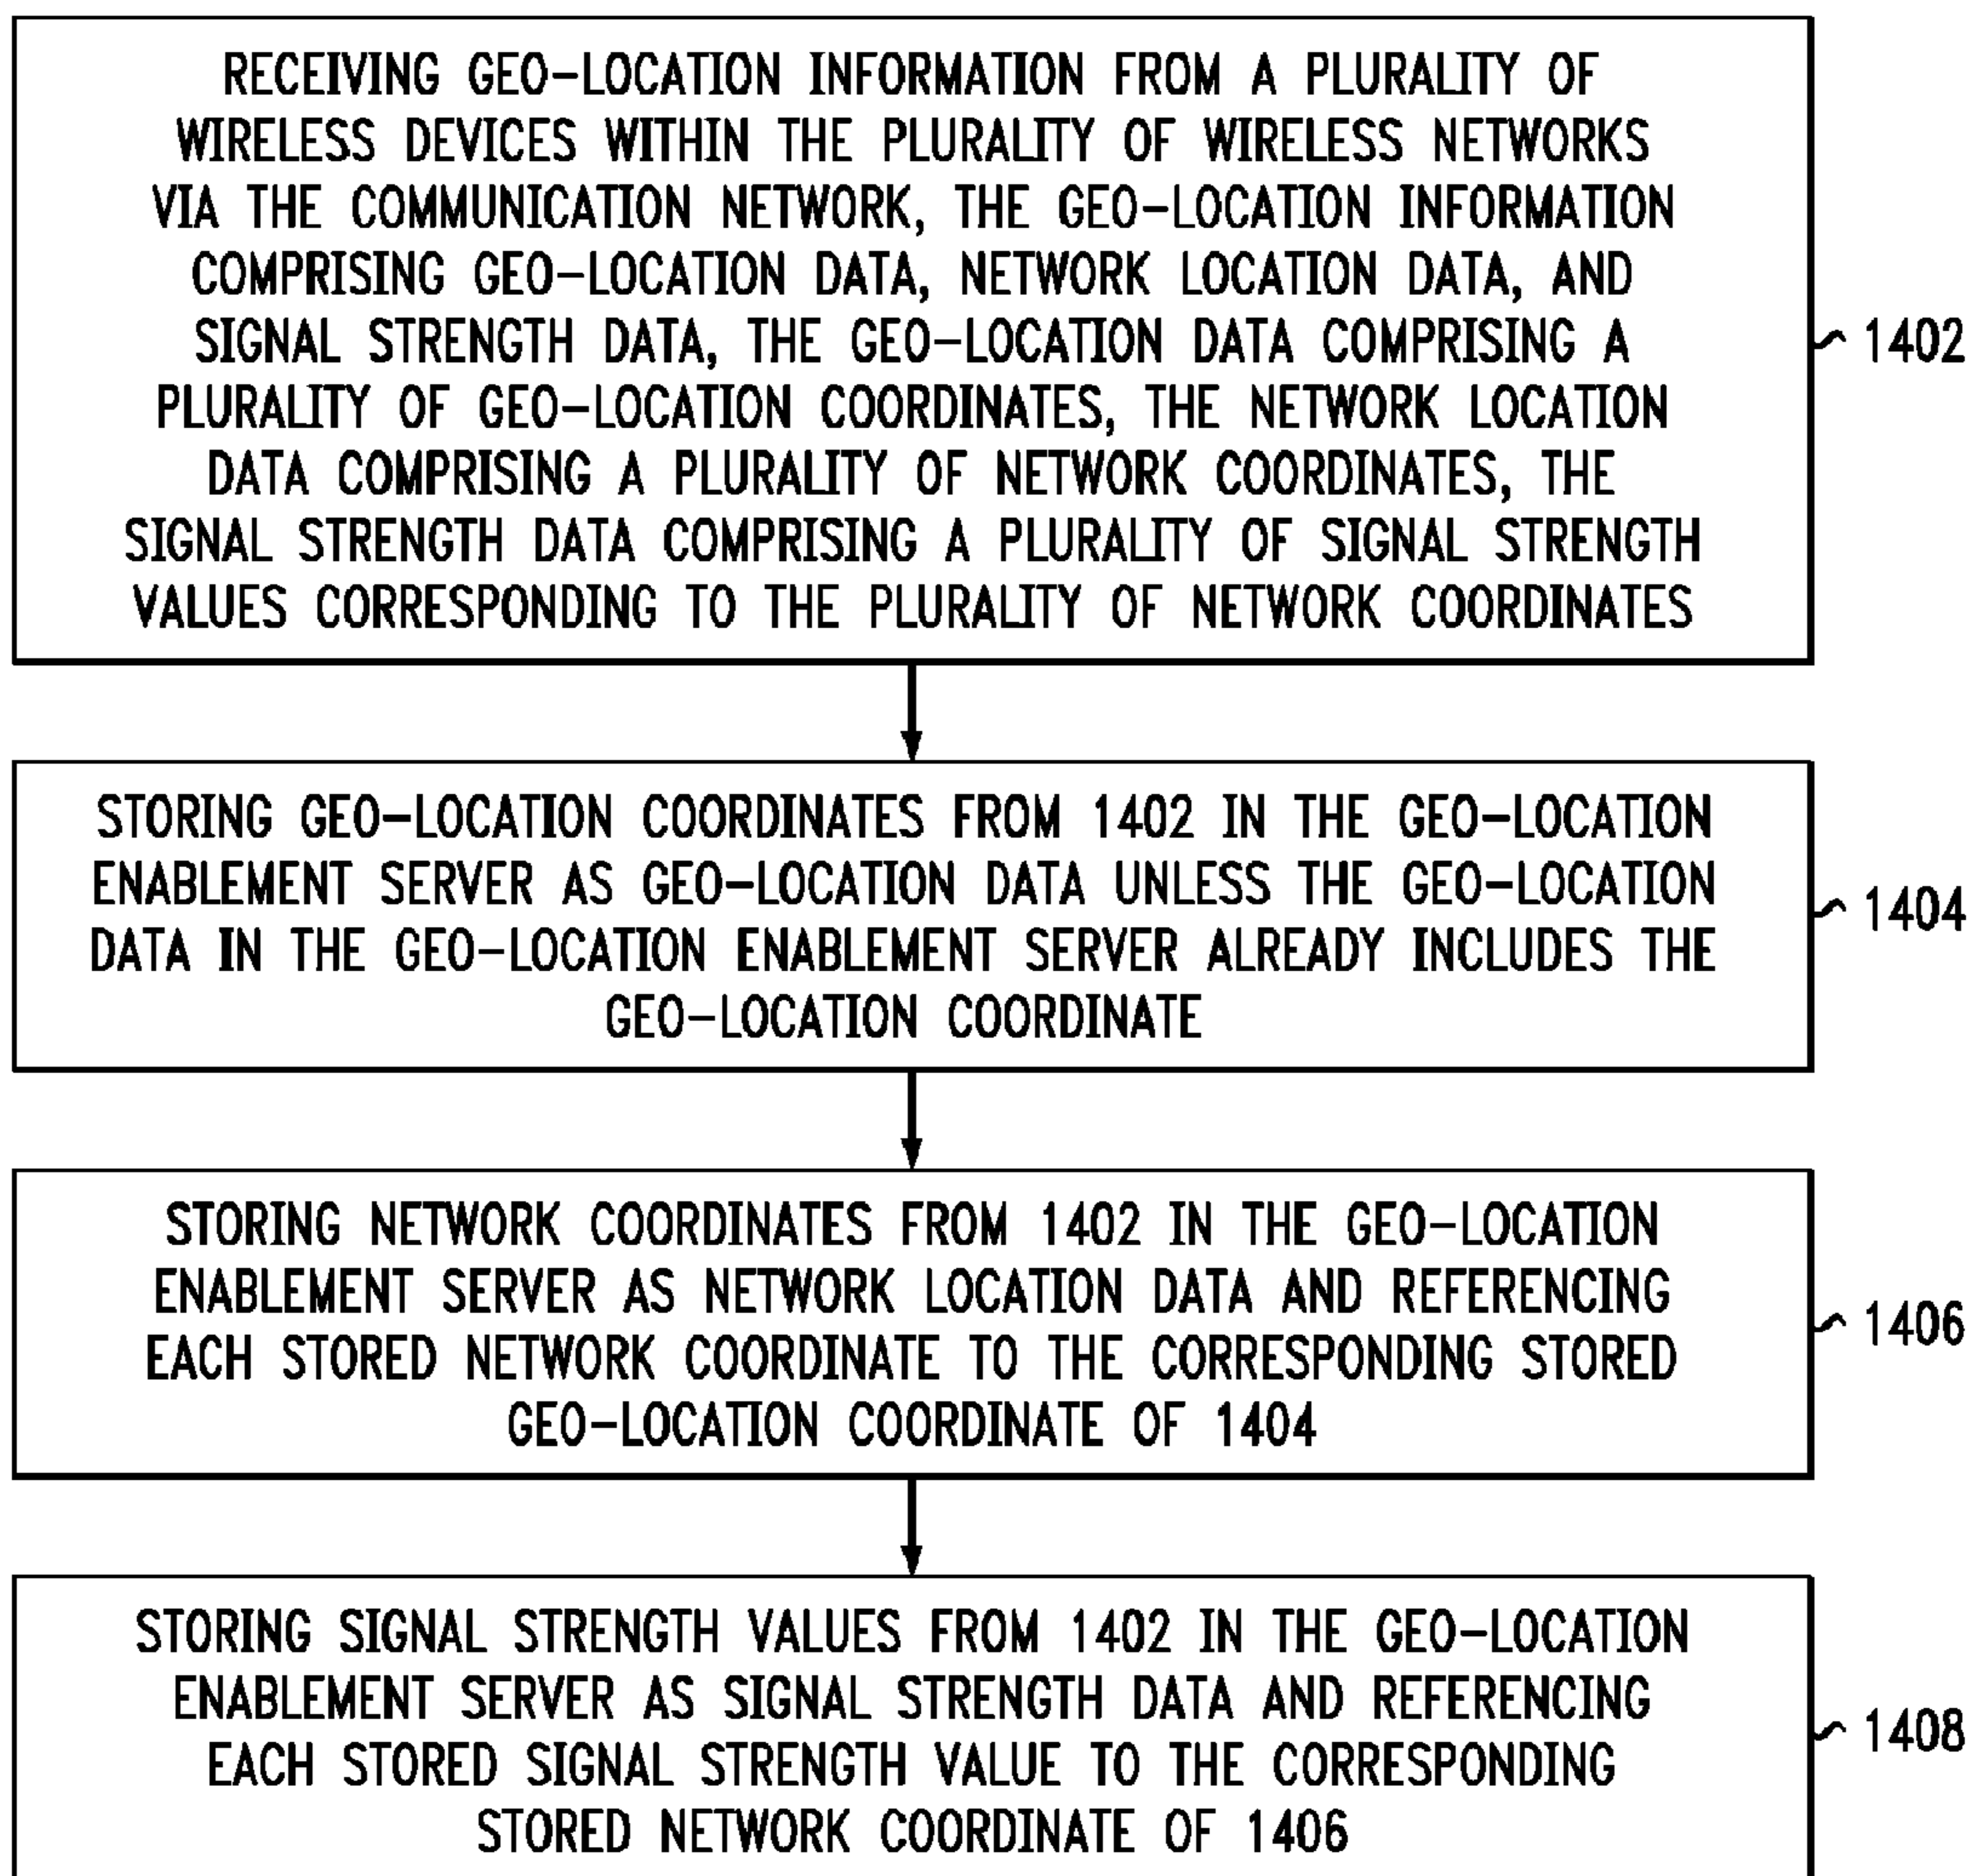 RECEIVING GEO-LOCATION INFORMATION FROM A PLURALITY OF
WIRELESS DEVICES WITHIN THE PLURALITY OF WIRELESS NETWORKS
VIA THE COMMUNICATION NETWORK, THE GEO-LOCATION INFORMATION
COMPRISING GEO-LOCATION DATA, NETWORK LOCATION DATA, AND
SIGNAL STRENGTH DATA, THE GEO-LOCATION DATA COMPRISING A
PLURALITY OF GEO-LOCATION COORDINATES, THE NETWORK LOCATION
DATA COMPRISING A PLURALITY OF NETWORK COORDINATES, THE
SIGNAL STRENGTH DATA COMPRISING A PLURALITY OF SIGNAL STRENGTH
VALUES CORRESPONDING TO THE PLURALITY OF NETWORK COORDINATES
1402
STORING GEO-LOCATION COORDINATES FROM 1402 IN THE GEO-LOCATION
ENABLEMENT SERVER AS GEO-LOCATION DATA UNLESS THE GEO-LOCATION
DATA IN THE GEO-LOCATION ENABLEMENT SERVER ALREADY INCLUDES THE
GEO-LOCATION COORDINATE
1404
STORING NETWORK COORDINATES FROM 1402 IN THE GEO-LOCATION
ENABLEMENT SERVER AS NETWORK LOCATION DATA AND REFERENCING
EACH STORED NETWORK COORDINATE TO THE CORRESPONDING STORED
GEO-LOCATION COORDINATE OF 1404
1406
STORING SIGNAL STRENGTH VALUES FROM 1402 IN THE GEO-LOCATION
ENABLEMENT SERVER AS SIGNAL STRENGTH DATA AND REFERENCING
EACH STORED SIGNAL STRENGTH VALUE TO THE CORRESPONDING
STORED NETWORK COORDINATE OF 1406
1408